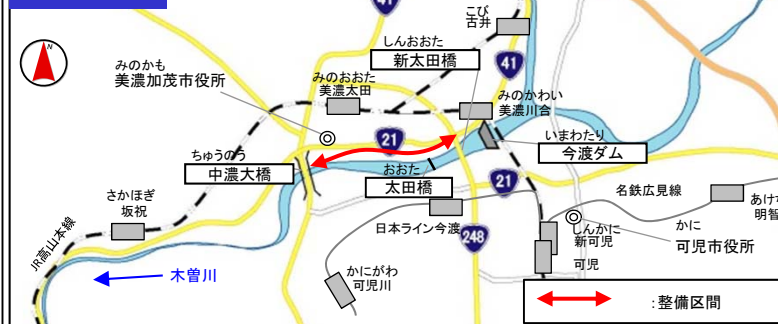 41
こび
古井
N
しんおおた
新太田橋
みのかも
美濃加茂市役所
みのおおた
美濃太田
41
みのかわい
美濃川合
21
いまわたり
今渡ダム
ちゅうのう
中濃大橋
おおた
太田橋
21
名鉄広見線
さかほぎ
坂祝
日本ライン今渡
あけち
明智
248
しんかに
新可児
かに
可児市役所
JR高山本線
木曽川
かにがわ
可児川
可児
:整備区間